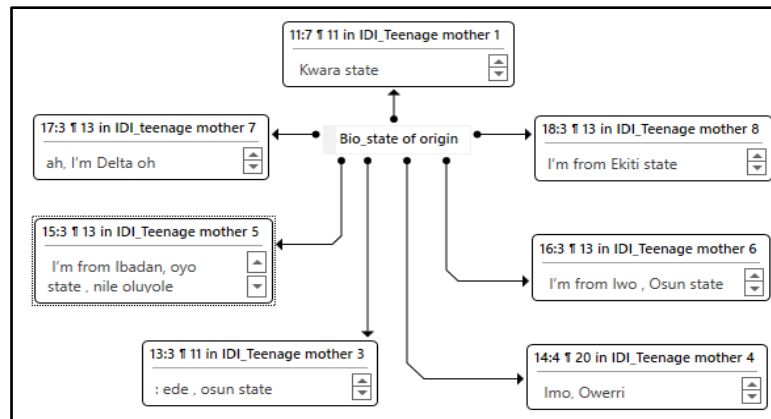 11:7 ¶ 11 in IDI_Teenage mother 1
Kwara state
17:3 ¶ 13 in IDI_teenage mother 7
ah, I'm Delta oh
Bio_state of origin
18:3 ¶ 13 in IDI_Teenage mother 8
I'm from Ekiti state
15:3 ¶ 13 in IDI_Teenage mother 5
I'm from Ibadan, oyo
state , nile oluyole
16:3 ¶ 13 in IDI_Teenage mother 6
I'm from Iwo , Osun state
13:3 ¶ 11 in IDI_Teenage mother 3
: ede , osun state
14:4 ¶ 20 in IDI_Teenage mother 4
Imo, Owerri